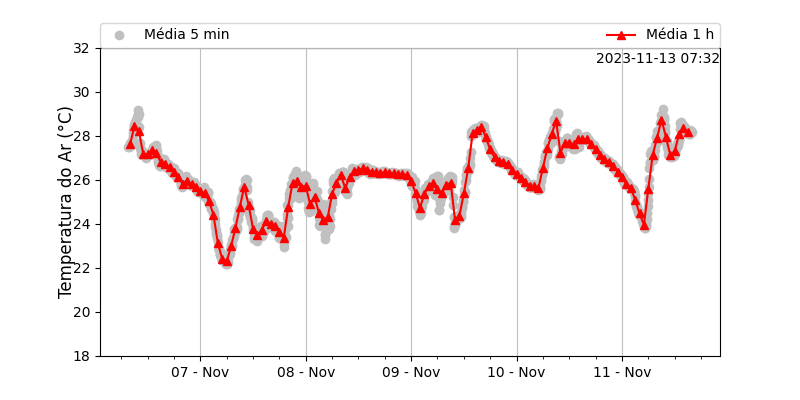 Média 5 min
Média 1 h
2023-11-13 07:32
Temperatura do Ar (°C)
32
30
28
26
24
22
20
18
07 - Nov
08 - Nov
09 - Nov
10 - Nov
11 - Nov